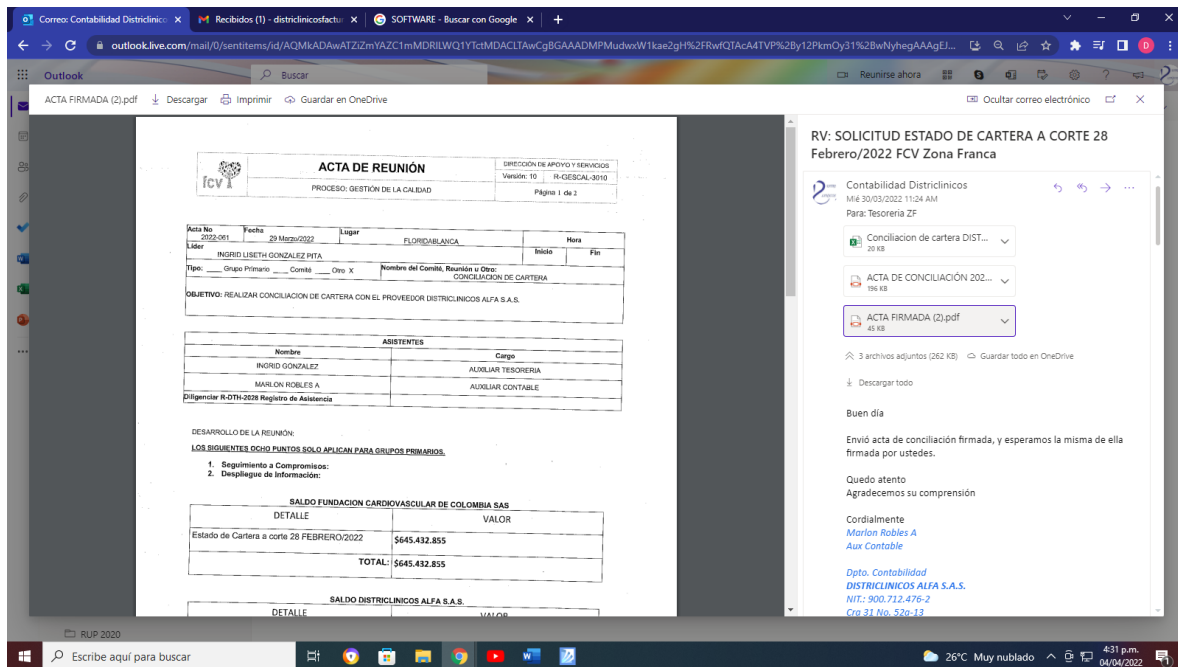 Correo: Contabilidad Districlinico
Recibidos (1) - districlinicosfactur
SOFTWARE - Buscar con Google
outlook.live.com/mail/0/sentitems/id/
Outlook
Buscar
Reunirse ahora
ACTA FIRMADA (2).pdf
Descargar
Imprimir
Guardar en OneDrive
Ocultar correo electrónico
fcv
ACTA DE REUNIÓN
PROCESO: GESTIÓN DE LA CALIDAD
DIRECCIÓN DE APOYO Y SERVICIOS
Versión: 10 R-GESCAL-3010
Página 1 de 2
Acta No Fecha Lugar Hora
2022-061 29 Marzo/2022 FLORIDABLANCA Inicio Fin
Líder
INGRID LISETH GONZALEZ PITA
Tipo: ____ Grupo Primario ____ Comité ____ Otro X Nombre del Comité, Reunión u Otro:
CONCILIACION DE CARTERA
OBJETIVO: REALIZAR CONCILIACION DE CARTERA CON EL PROVEEDOR DISTRICLINICOS ALFA S.A.S.
ASISTENTES
Nombre Cargo
INGRID GONZALEZ AUXILIAR TESORERIA
MARLON ROBLES A AUXILIAR CONTABLE
Diligenciar R-DTH-2028 Registro de Asistencia
DESARROLLO DE LA REUNIÓN:
LOS SIGUIENTES OCHO PUNTOS SOLO APLICAN PARA GRUPOS PRIMARIOS.
1. Seguimiento a Compromisos:
2. Despliegue de Información:
SALDO FUNDACION CARDIOVASCULAR DE COLOMBIA SAS
DETALLE VALOR
Estado de Cartera a corte 28 FEBRERO/2022 $645.432.855
TOTAL: $645.432.855
SALDO DISTRICLINICOS ALFA S.A.S.
DETALLE VALOR
RV: SOLICITUD ESTADO DE CARTERA A CORTE 28
Febrero/2022 FCV Zona Franca
Contabilidad Districlinicos
Mié 30/03/2022 11:24 AM
Para: Tesoreria ZF
Conciliacion de cartera DIST...
20 KB
ACTA DE CONCILIACIÓN 202...
196 KB
ACTA FIRMADA (2).pdf
45 KB
3 archivos adjuntos (262 KB) Guardar todo en OneDrive
Descargar todo
Buen día
Envió acta de conciliación firmada, y esperamos la misma de ella
firmada por ustedes.
Quedo atento
Agradecemos su comprensión
Cordialmente
Marlon Robles A
Aux Contable
Dpto. Contabilidad
DISTRICLINICOS ALFA S.A.S.
NIT.: 900.712.476-2
Cra 31 No. 52a-13
RUP 2020
Escribe aquí para buscar
26°C Muy nublado
4:31 p.m.
04/04/2022